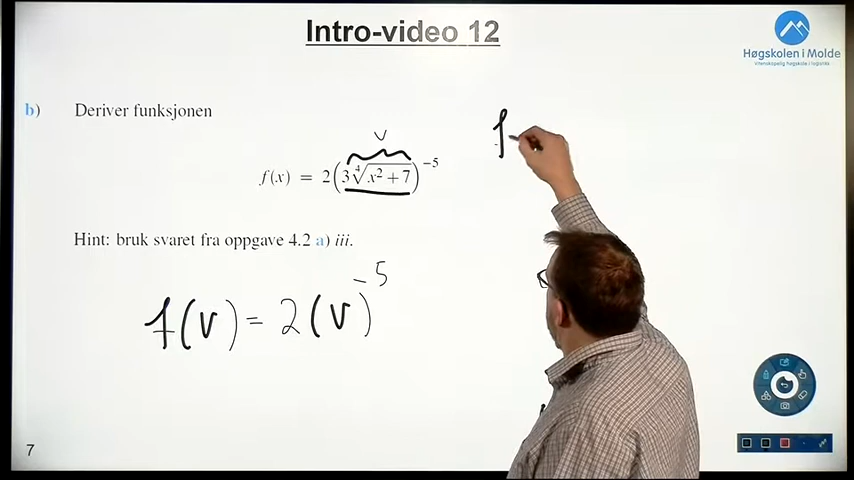 Intro-video 12
Høgskolen i Molde
Vitenskapelig høgskole i logistikk
b) Deriver funksjonen
v
f(x) = 2(3∜(x² + 7))⁻⁵
Hint: bruk svaret fra oppgave 4.2 a) iii.
f(v) = 2(v)⁻⁵
f
7